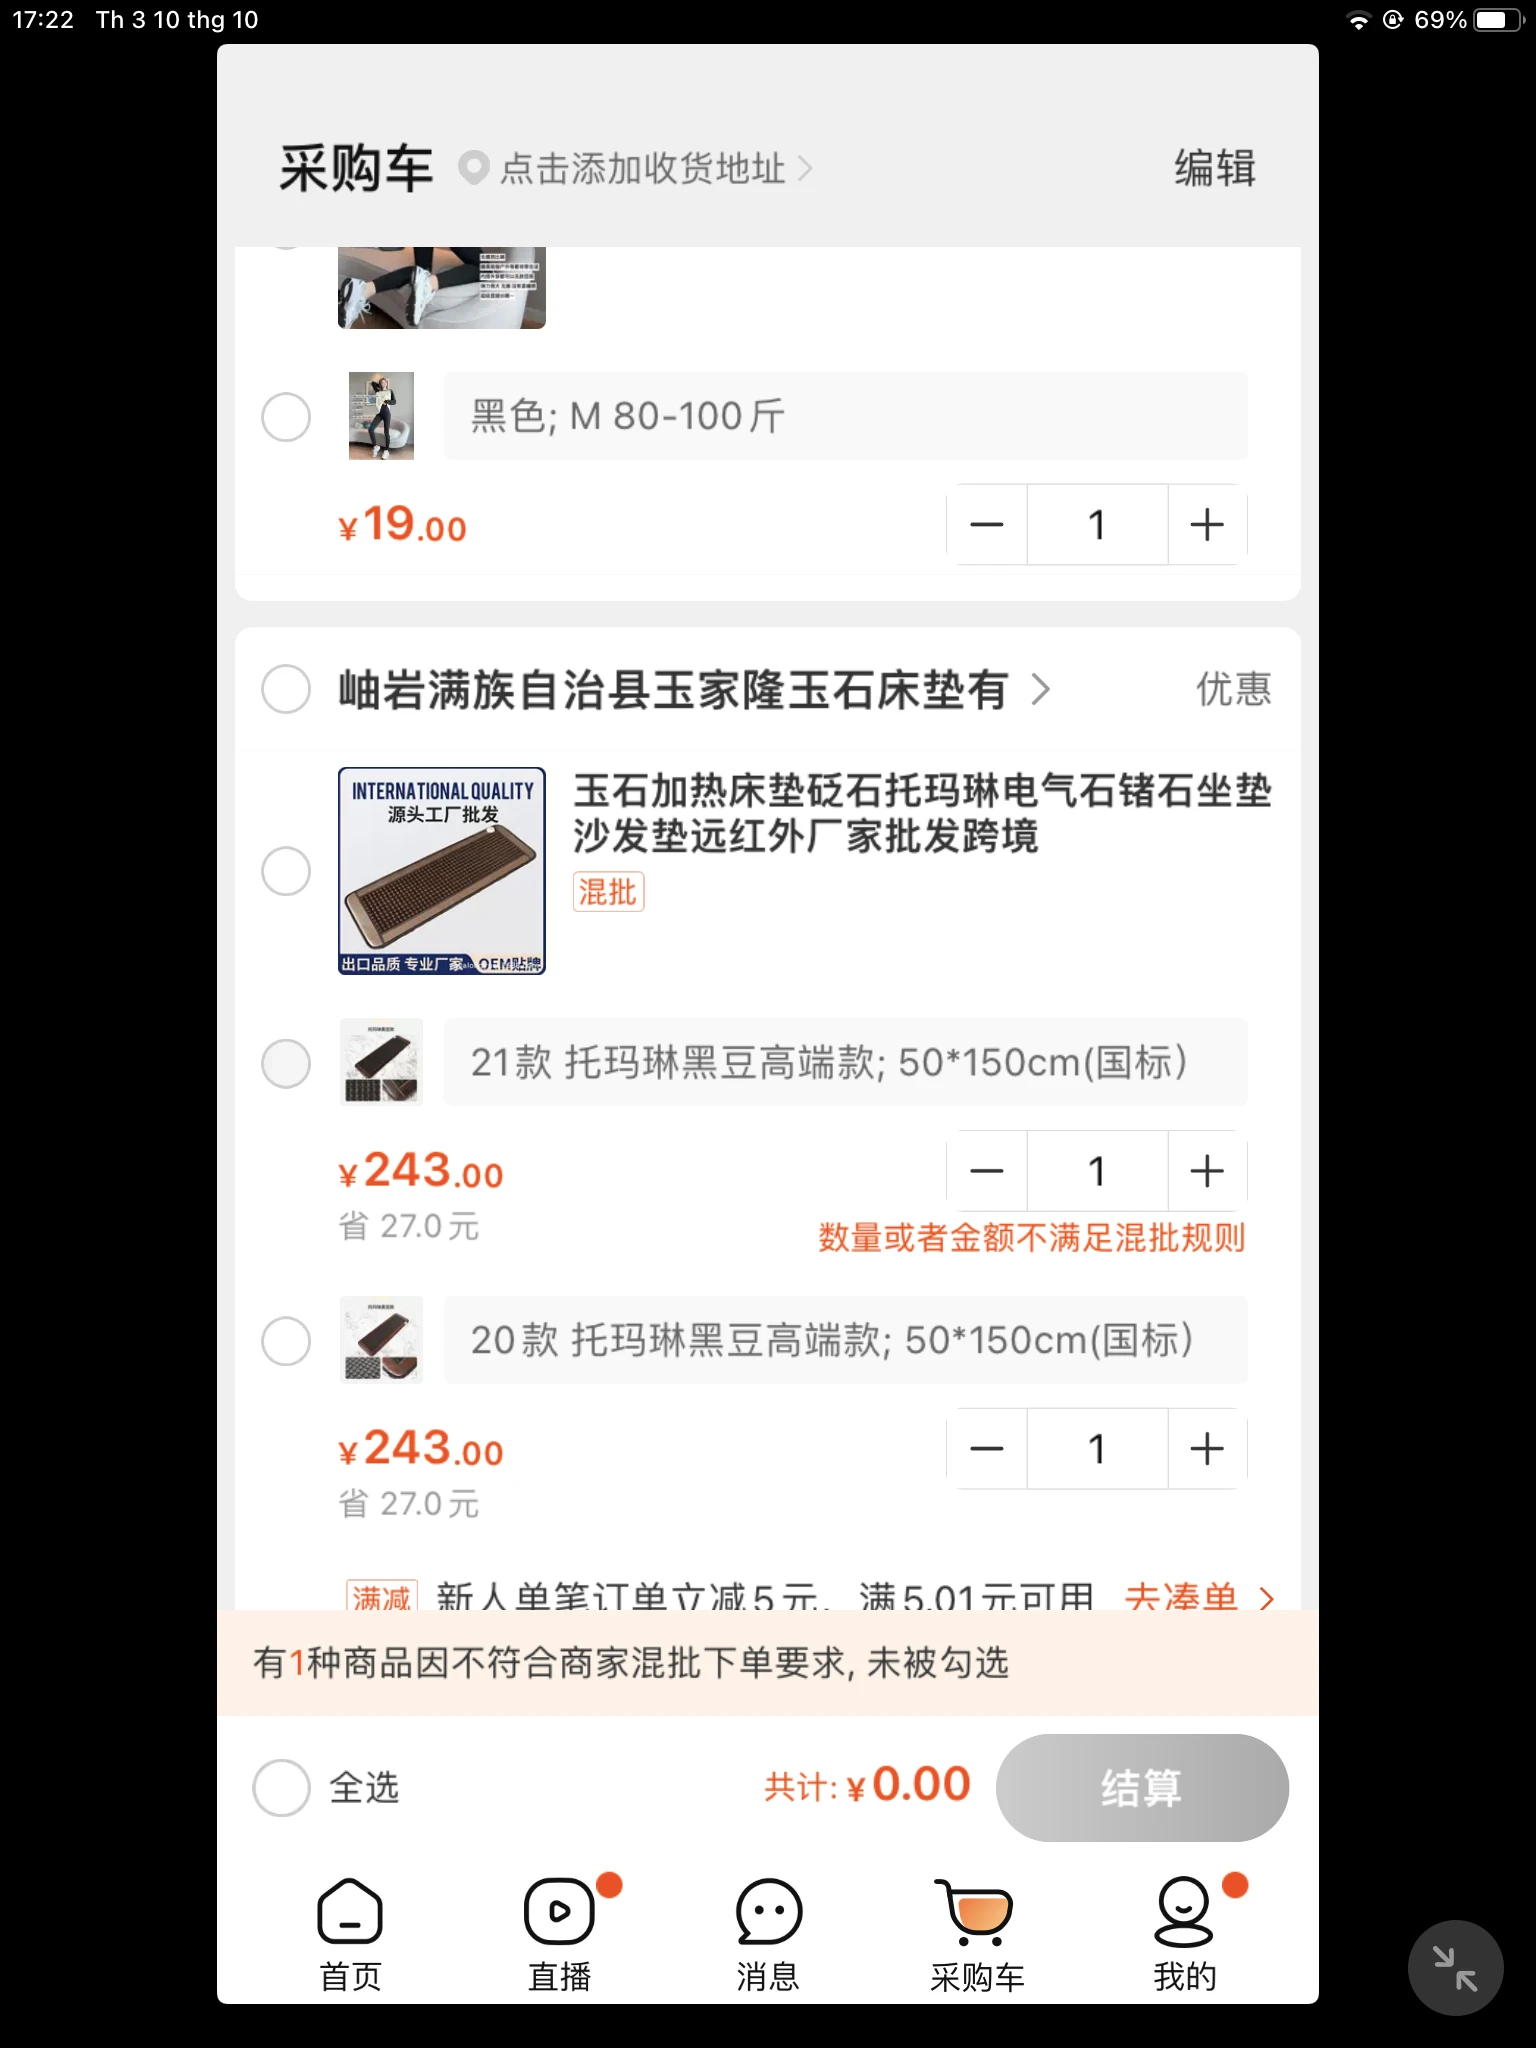 17:22 Th 3 10 thg 10 69%
采购车 点击添加收货地址 编辑
黑色; M 80-100斤
¥19.00 1
岫岩满族自治县玉家隆玉石床垫有 优惠
INTERNATIONAL QUALITY
源头工厂批发
出口品质 专业厂家 OEM贴牌
玉石加热床垫砭石托玛琳电气石锗石坐垫
沙发垫远红外厂家批发跨境
混批
21款 托玛琳黑豆高端款; 50*150cm(国标)
¥243.00 1
省 27.0元
数量或者金额不满足混批规则
20款 托玛琳黑豆高端款; 50*150cm(国标)
¥243.00 1
省 27.0元
满减 新人单笔订单立减5元, 满5.01元可用 去凑单
有1种商品因不符合商家混批下单要求, 未被勾选
全选 共计: ¥0.00 结算
首页 直播 消息 采购车 我的